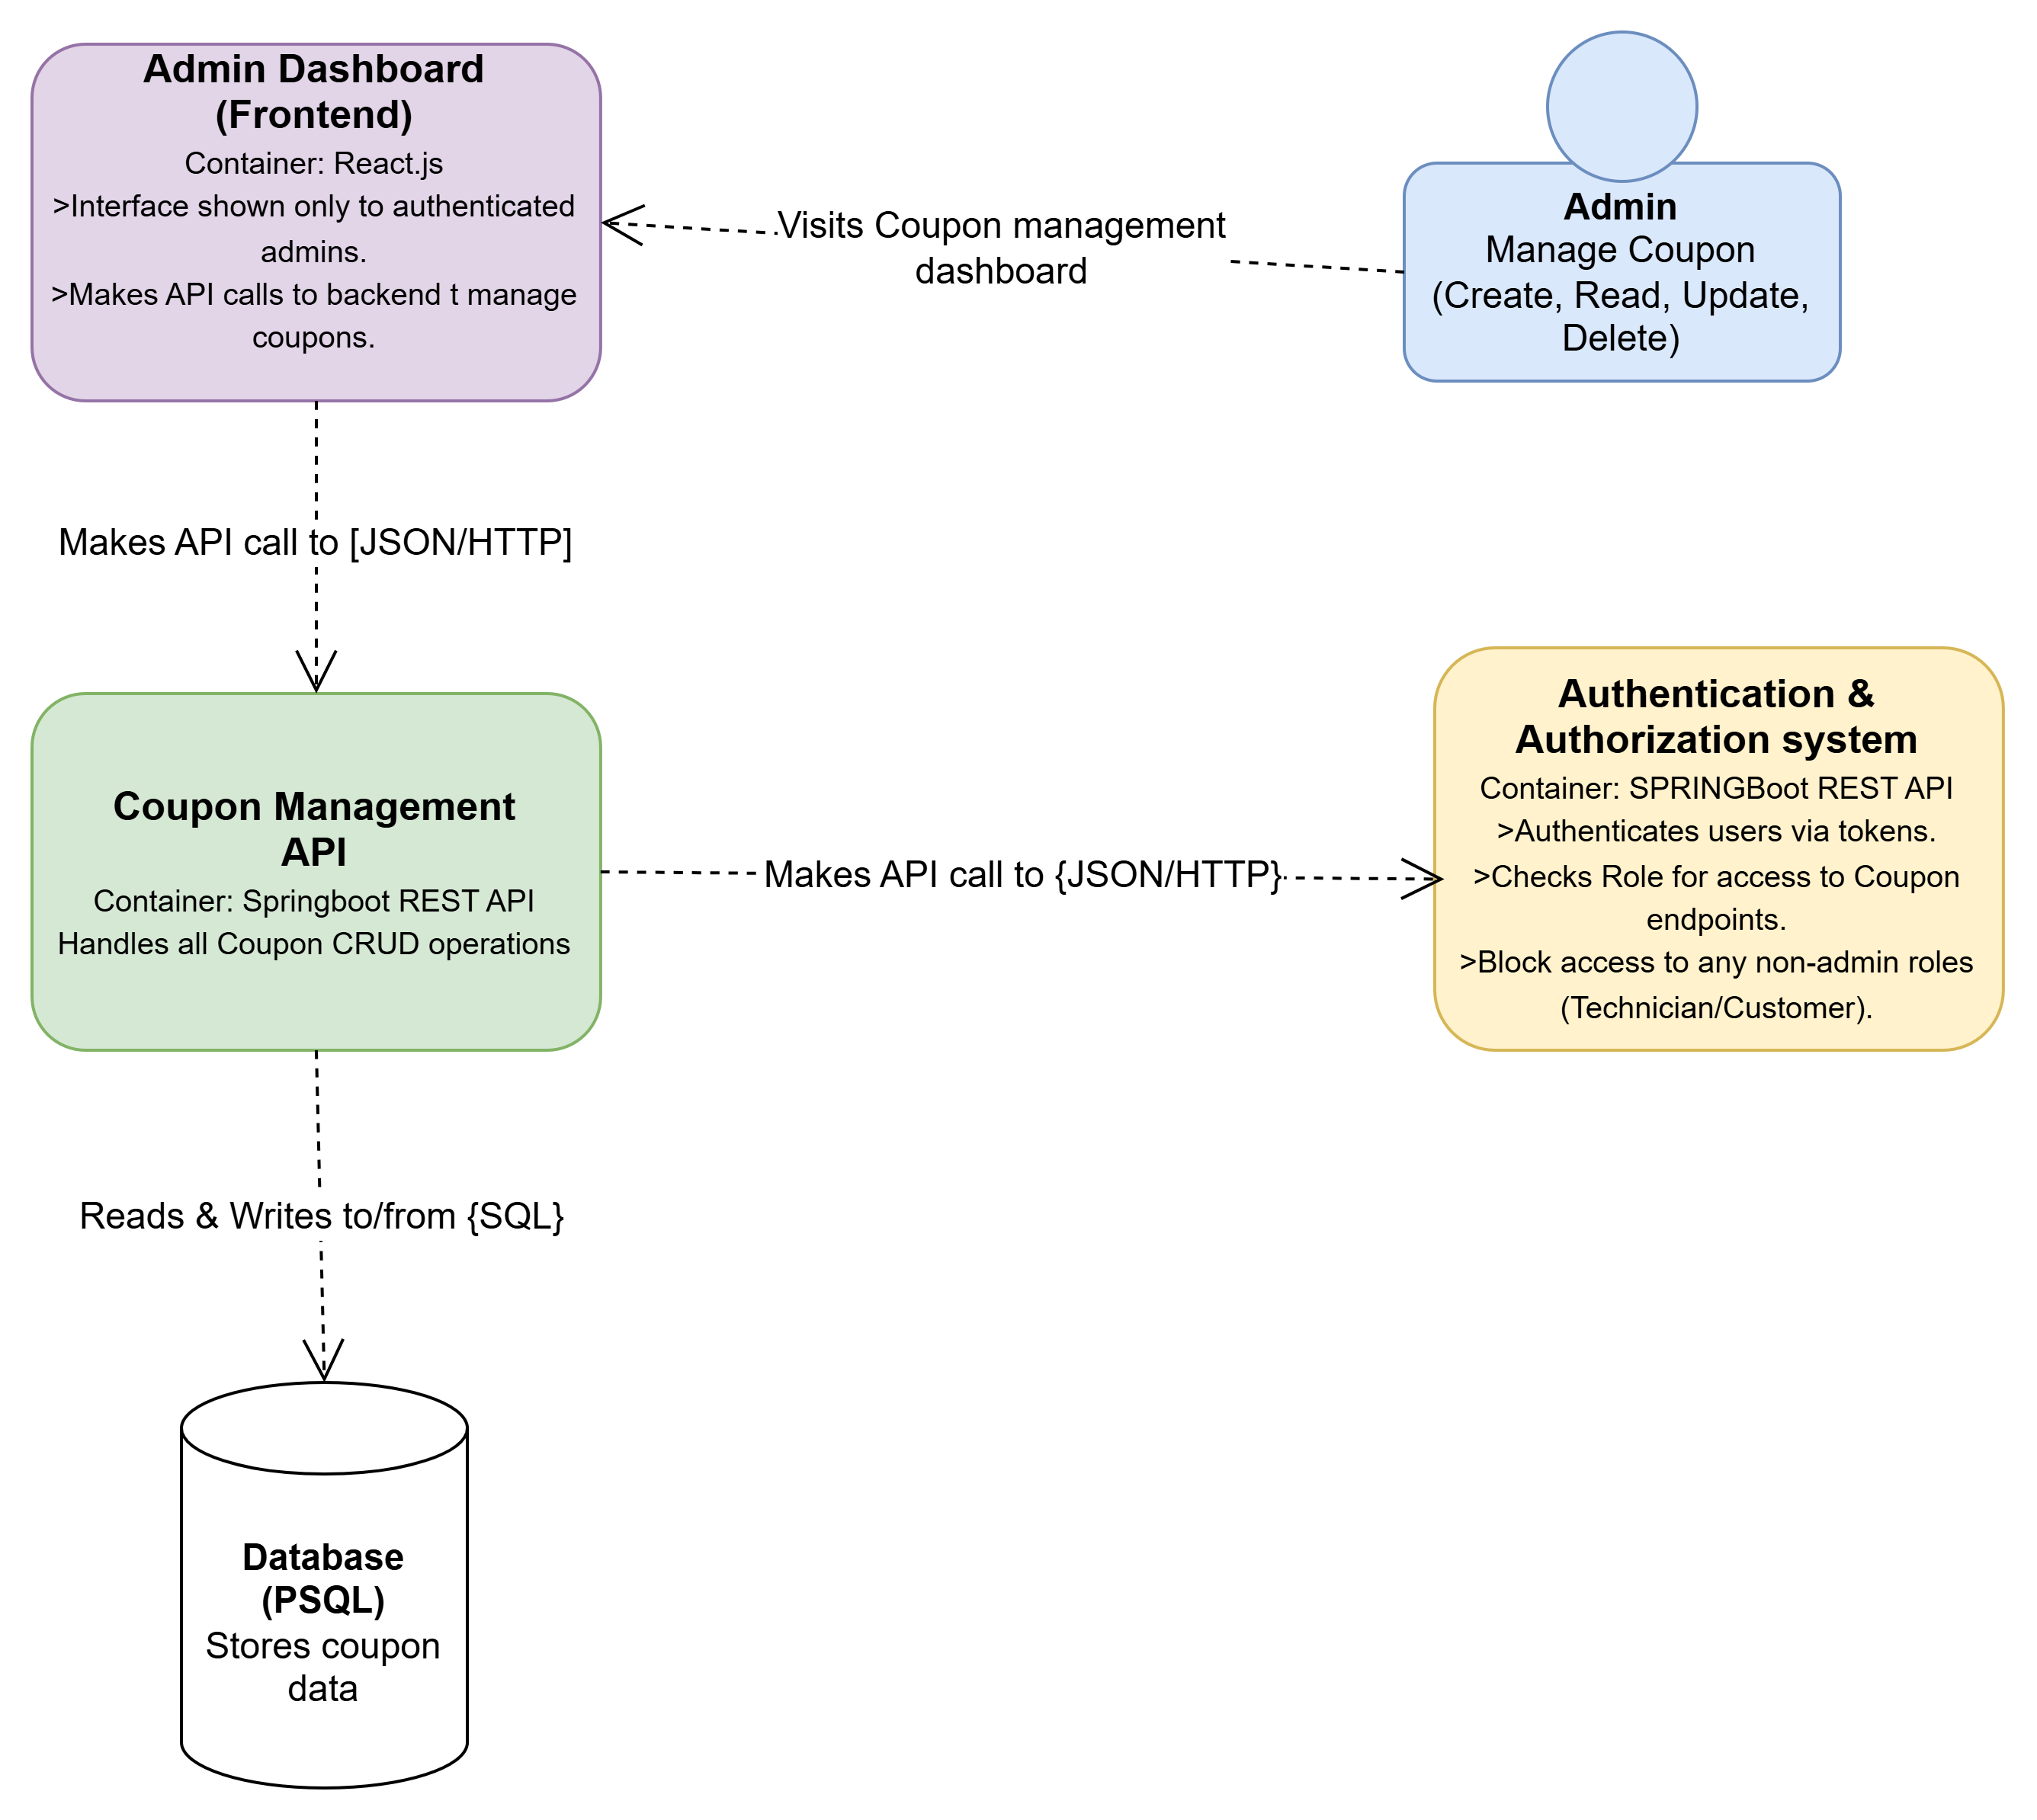 Admin Dashboard
(Frontend)
Container: React.js
>Interface shown only to authenticated
admins.
>Makes API calls to backend t manage
coupons.
Visits Coupon management
dashboard
Admin
Manage Coupon
(Create, Read, Update,
Delete)
Makes API call to [JSON/HTTP]
Coupon Management
API
Container: Springboot REST API
Handles all Coupon CRUD operations
Makes API call to {JSON/HTTP}
Authentication &
Authorization system
Container: SPRINGBoot REST API
>Authenticates users via tokens.
>Checks Role for access to Coupon
endpoints.
>Block access to any non-admin roles
(Technician/Customer).
Reads & Writes to/from {SQL}
Database
(PSQL)
Stores coupon
data